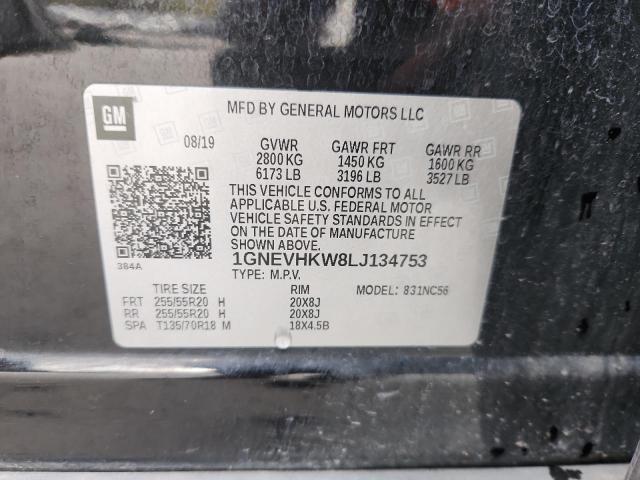 GM
MFD BY GENERAL MOTORS LLC
08/19 GVWR GAWR FRT GAWR RR
2800 KG 1450 KG 1600 KG
6173 LB 3196 LB 3527 LB
THIS VEHICLE CONFORMS TO ALL
APPLICABLE U.S. FEDERAL MOTOR
VEHICLE SAFETY STANDARDS IN EFFECT
ON THE DATE OF MANUFACTURE
SHOWN ABOVE.
384A
1GNEVHKW8LJ134753
TYPE: M.P.V.
TIRE SIZE RIM MODEL: 831NC56
FRT 255/55R20 H 20X8J
RR 255/55R20 H 20X8J
SPA T135/70R18 M 18X4.5B